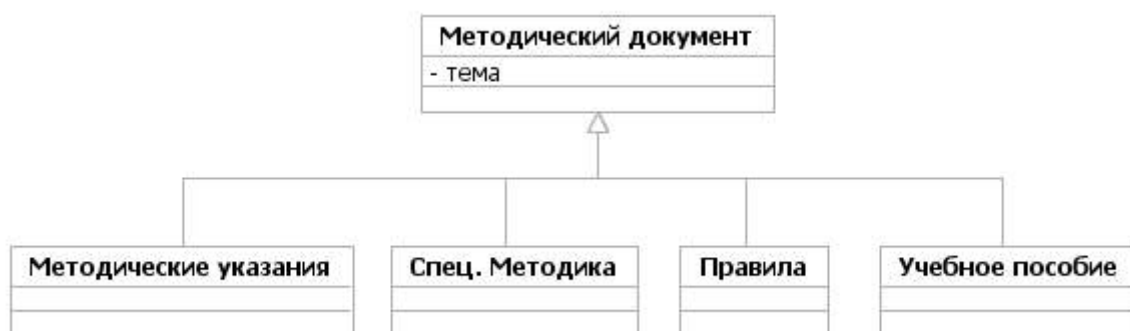 Методический документ
- тема
Методические указания
Спец. Методика
Правила
Учебное пособие